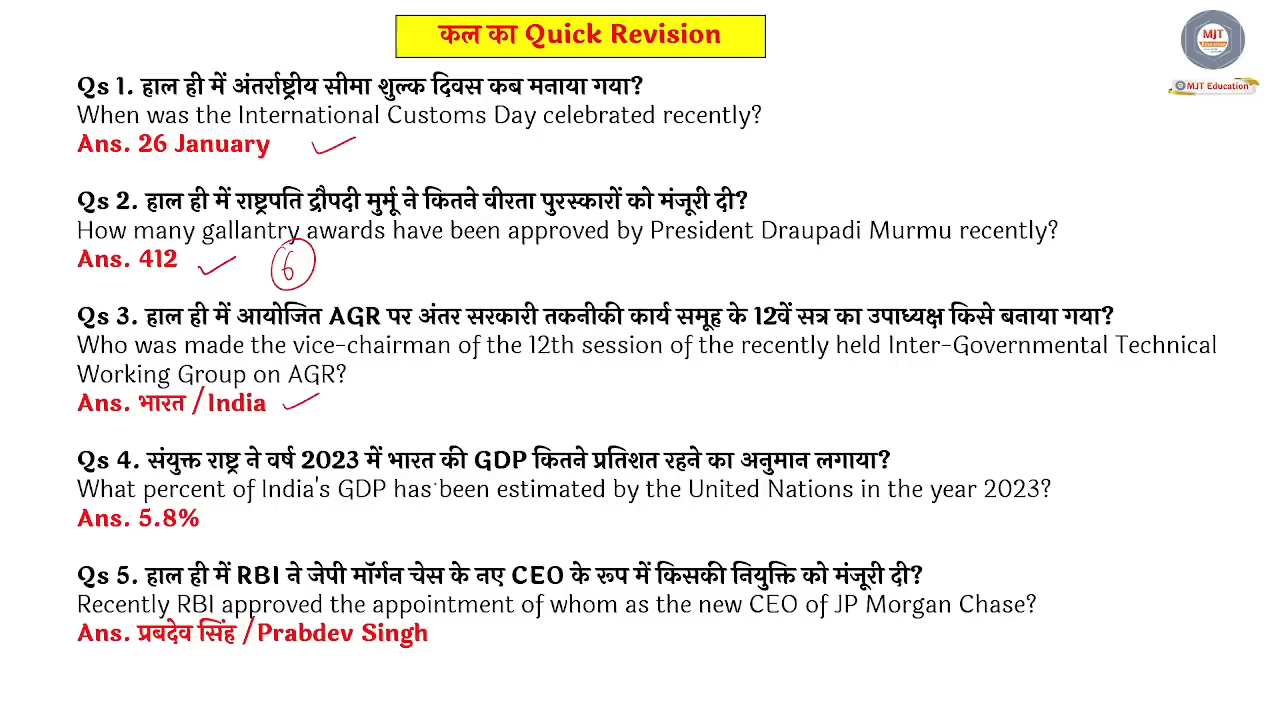 कल का Quick Revision
MJT
Education
MJT Education
Qs 1. हाल ही में अंतर्राष्ट्रीय सीमा शुल्क दिवस कब मनाया गया?
When was the International Customs Day celebrated recently?
Ans. 26 January
Qs 2. हाल ही में राष्ट्रपति द्रौपदी मुर्मू ने कितने वीरता पुरस्कारों को मंजूरी दी?
How many gallantry awards have been approved by President Draupadi Murmu recently?
Ans. 412 6
Qs 3. हाल ही में आयोजित AGR पर अंतर सरकारी तकनीकी कार्य समूह के 12वें सत्र का उपाध्यक्ष किसे बनाया गया?
Who was made the vice-chairman of the 12th session of the recently held Inter-Governmental Technical
Working Group on AGR?
Ans. भारत /India
Qs 4. संयुक्त राष्ट्र ने वर्ष 2023 में भारत की GDP कितने प्रतिशत रहने का अनुमान लगाया?
What percent of India's GDP has been estimated by the United Nations in the year 2023?
Ans. 5.8%
Qs 5. हाल ही में RBI ने जेपी मॉर्गन चेस के नए CEO के रूप में किसकी नियुक्ति को मंजूरी दी?
Recently RBI approved the appointment of whom as the new CEO of JP Morgan Chase?
Ans. प्रबदेव सिंह /Prabdev Singh